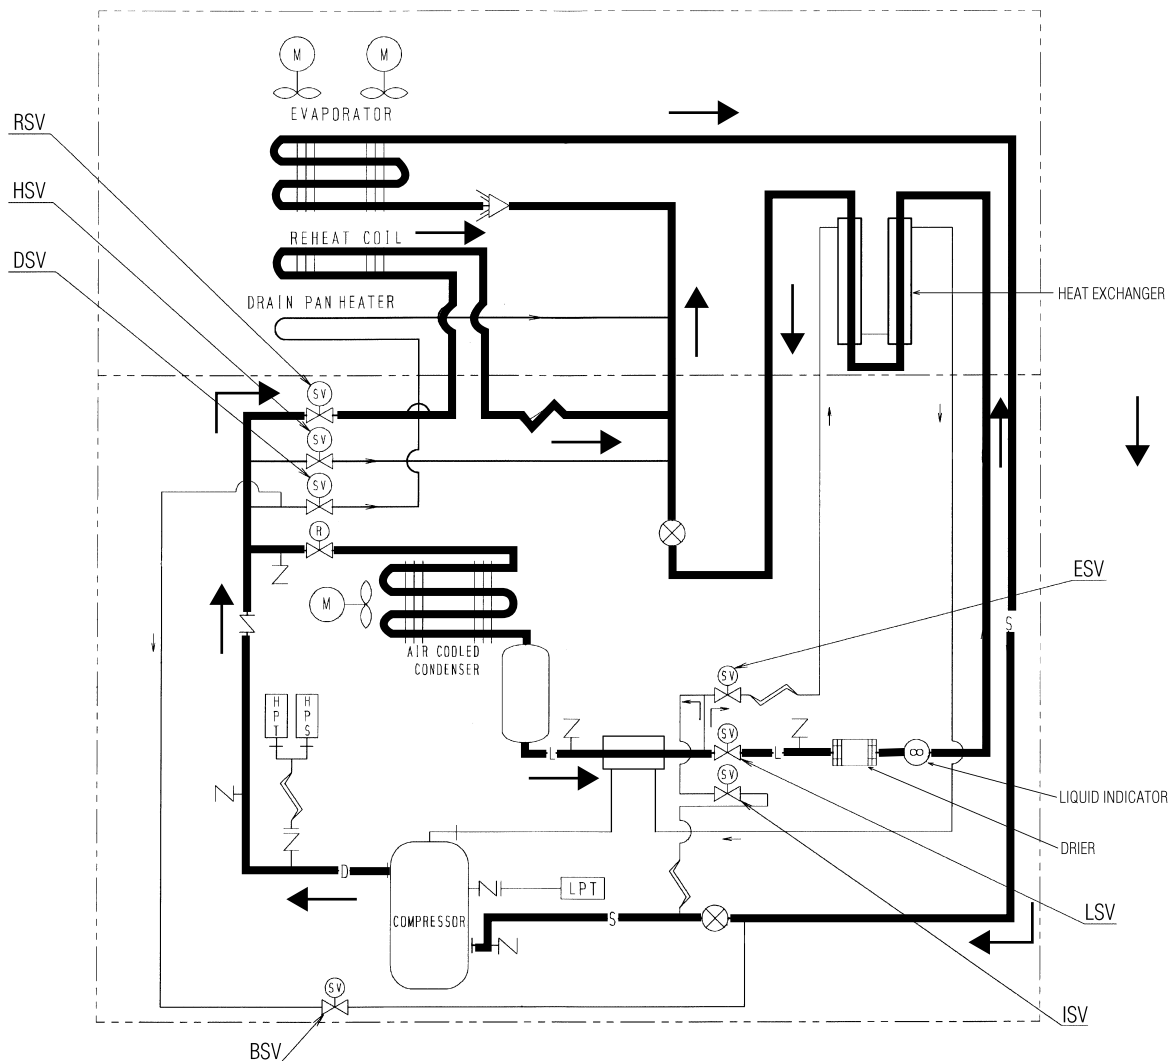 M
M
EVAPORATOR
RSV
HSV
REHEAT COIL
DSV
DRAIN PAN HEATER
HEAT EXCHANGER
SV
SV
SV
R
ESV
M
AIR COOLED
CONDENSER
S
SV
HPT
HPS
SV
L
L
SV
LIQUID INDICATOR
DRIER
D
LPT
COMPRESSOR
S
LSV
SV
ISV
BSV